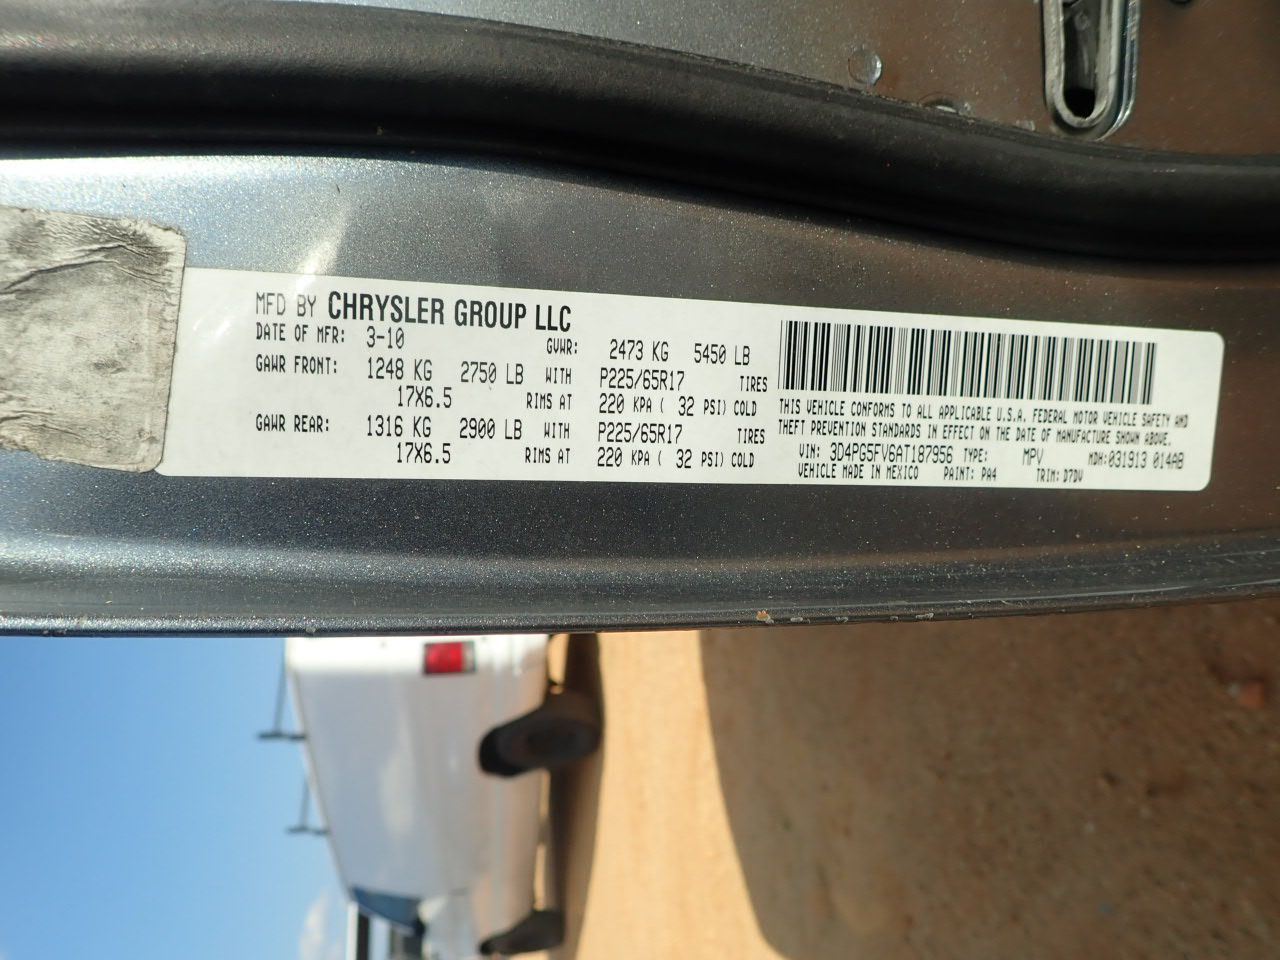 MFD BY CHRYSLER GROUP LLC
DATE OF MFR: 3-10 GVWR: 2473 KG 5450 LB
GAWR FRONT: 1248 KG 2750 LB WITH P225/65R17 TIRES
17X6.5 RIMS AT 220 KPA ( 32 PSI) COLD
GAWR REAR: 1316 KG 2900 LB WITH P225/65R17 TIRES
17X6.5 RIMS AT 220 KPA ( 32 PSI) COLD
THIS VEHICLE CONFORMS TO ALL APPLICABLE U.S.A. FEDERAL MOTOR VEHICLE SAFETY AND
THEFT PREVENTION STANDARDS IN EFFECT ON THE DATE OF MANUFACTURE SHOWN ABOVE.
VIN: 3D4PG5FV6AT187956 TYPE: MPV MDH:031913 014AB
VEHICLE MADE IN MEXICO PAINT: PA4 TRIM: D7DV